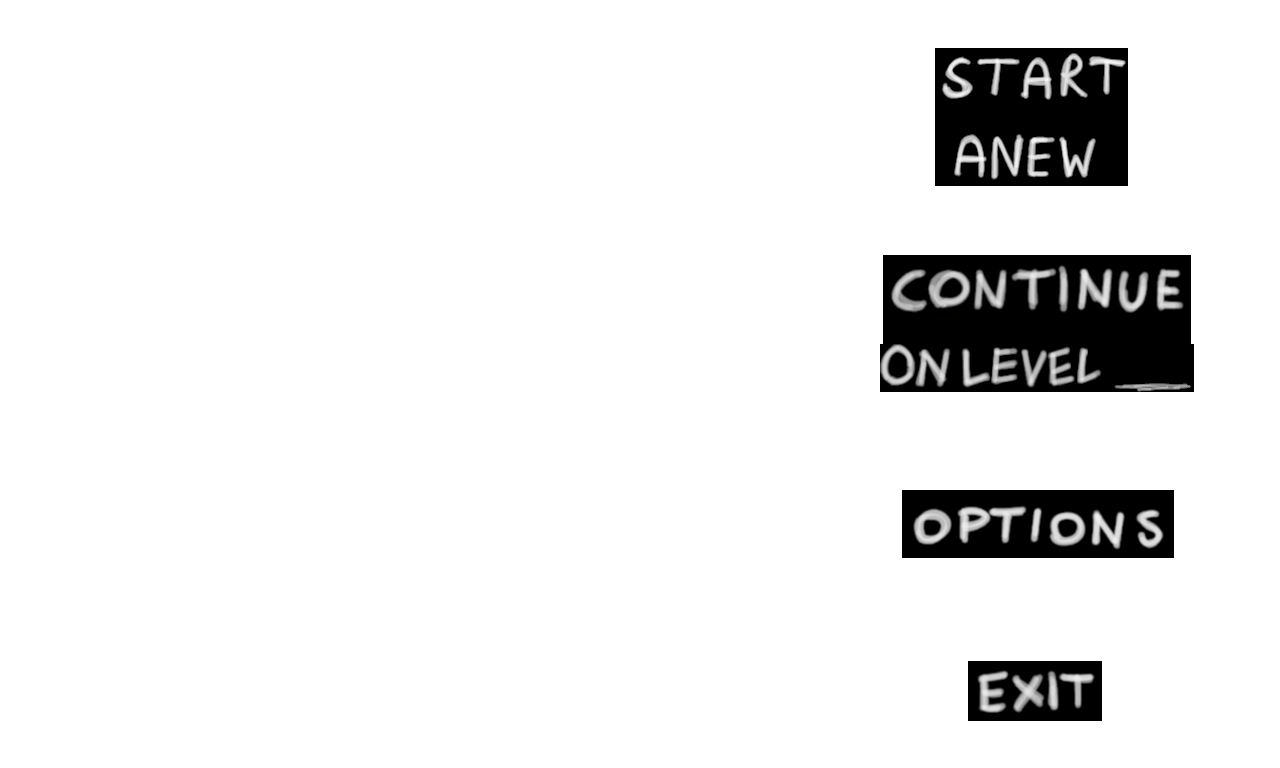 START
ANEW
CONTINUE
ON LEVEL ___
OPTIONS
EXIT